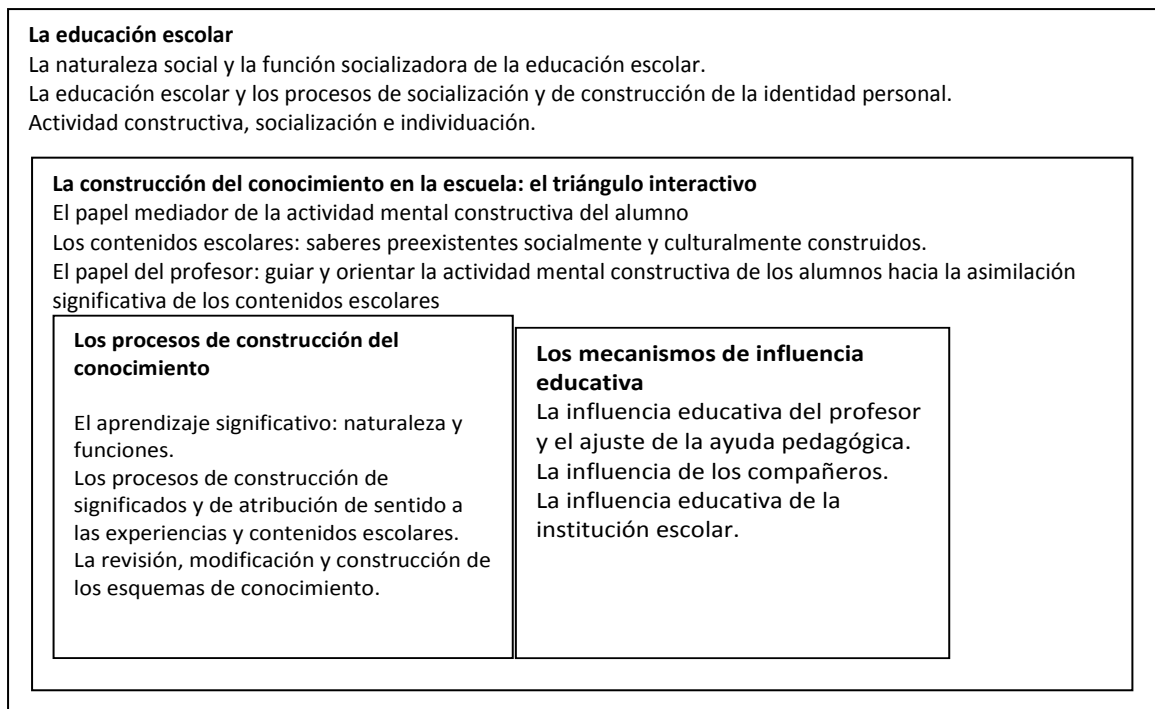 La educación escolar
La naturaleza social y la función socializadora de la educación escolar.
La educación escolar y los procesos de socialización y de construcción de la identidad personal.
Actividad constructiva, socialización e individuación.
La construcción del conocimiento en la escuela: el triángulo interactivo
El papel mediador de la actividad mental constructiva del alumno
Los contenidos escolares: saberes preexistentes socialmente y culturalmente construidos.
El papel del profesor: guiar y orientar la actividad mental constructiva de los alumnos hacia la asimilación
significativa de los contenidos escolares
Los procesos de construcción del
conocimiento
El aprendizaje significativo: naturaleza y
funciones.
Los procesos de construcción de
significados y de atribución de sentido a
las experiencias y contenidos escolares.
La revisión, modificación y construcción de
los esquemas de conocimiento.
Los mecanismos de influencia
educativa
La influencia educativa del profesor
y el ajuste de la ayuda pedagógica.
La influencia de los compañeros.
La influencia educativa de la
institución escolar.